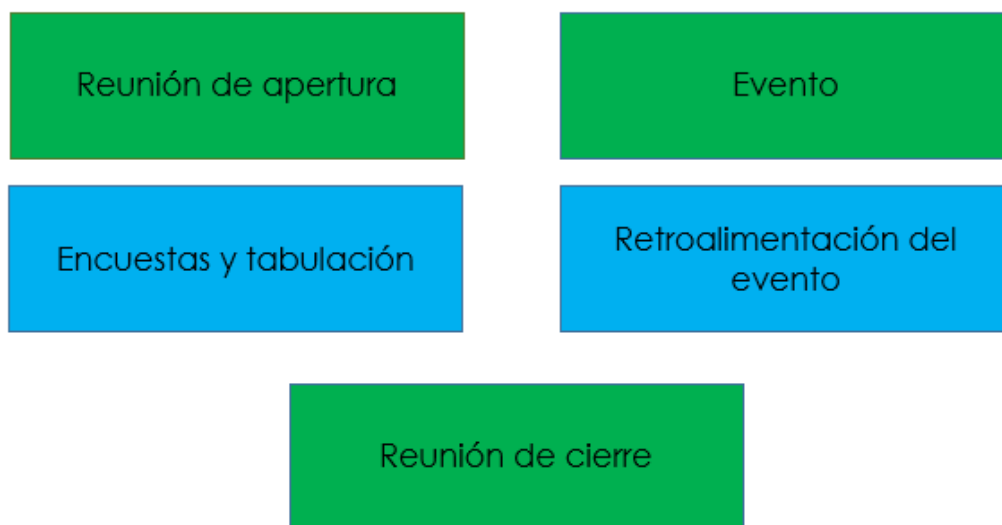 Reunión de apertura
Evento
Encuestas y tabulación
Retroalimentación del
evento
Reunión de cierre